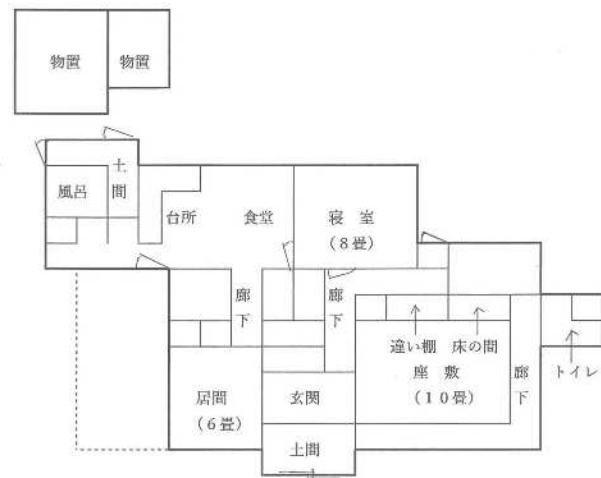 物置
物置
土間
風呂
台所
食堂
寝室
（8畳）
廊下
廊下
違い棚
床の間
座敷
（10畳）
廊下
トイレ
居間
（6畳）
玄関
土間